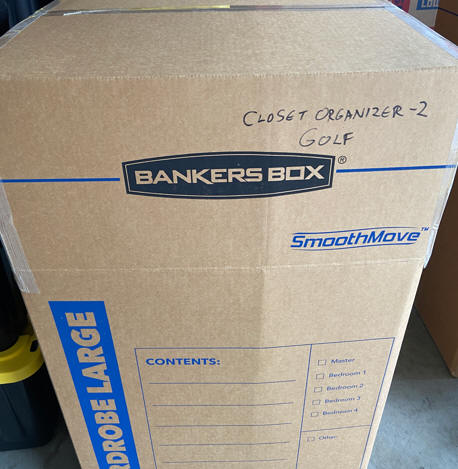 CLOSET ORGANIZER-2
GOLF
BANKERS BOX®
SmoothMove™
RDROBE LARGE
CONTENTS:
Master
Bedroom 1
Bedroom 2
Bedroom 3
Bedroom 4
Other: